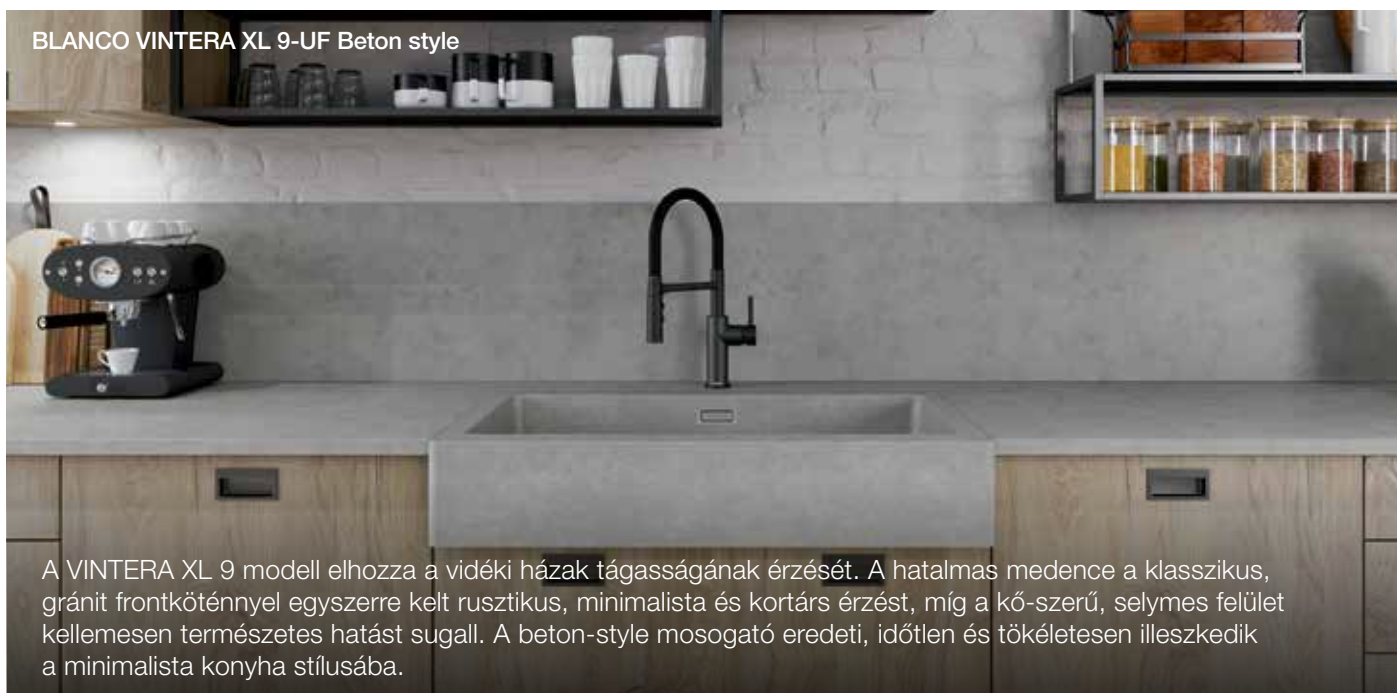 BLANCO VINTERA XL 9-UF Beton style
A VINTERA XL 9 modell elhozza a vidéki házak tágasságának érzését. A hatalmas medence a klasszikus,
gránit frontköténnyel egyszerre kelt rusztikus, minimalista és kortárs érzést, míg a kő-szerű, selymes felület
kellemesen természetes hatást sugall. A beton-style mosogató eredeti, időtlen és tökéletesen illeszkedik
a minimalista konyha stílusába.